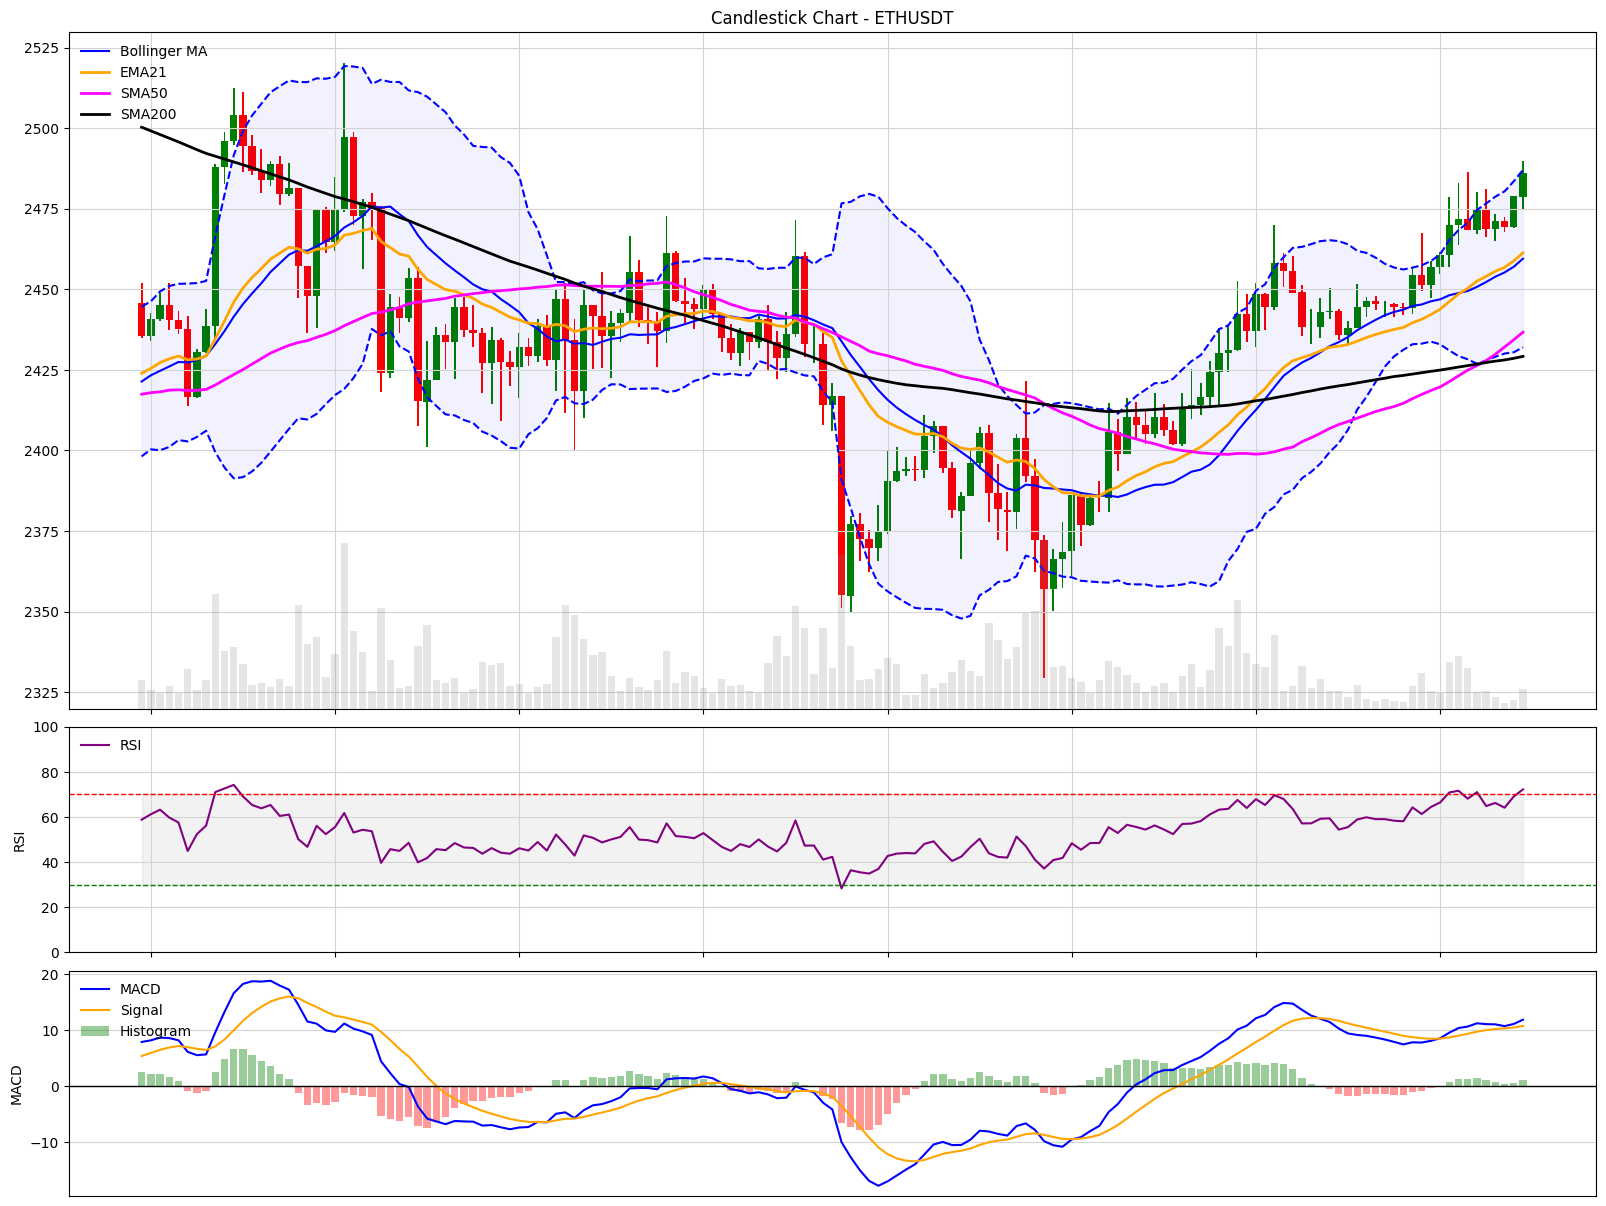 Candlestick Chart - ETHUSDT
2525
2500
2475
2450
2425
2400
2375
2350
2325
Bollinger MA
EMA21
SMA50
SMA200
100
80
60
40
20
0
RSI
RSI
20
10
0
−10
MACD
MACD
Signal
Histogram